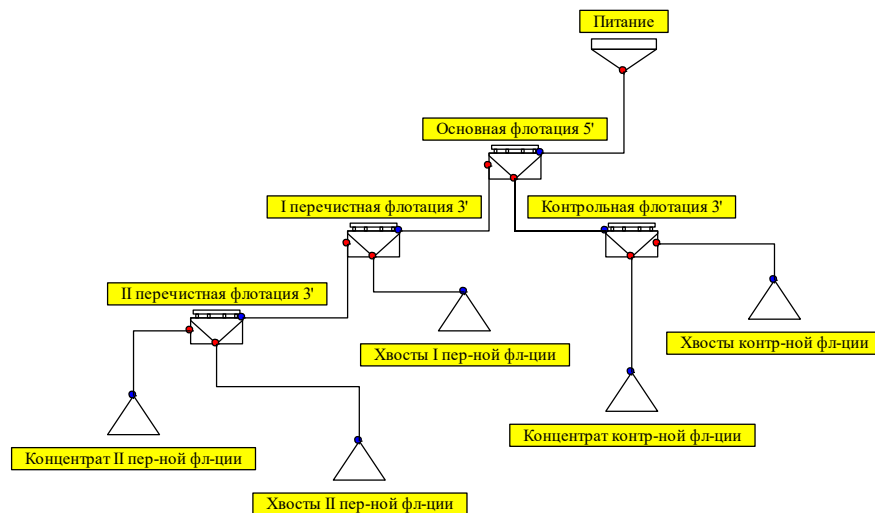 Питание
Основная флотация 5'
I перечистная флотация 3'
Контрольная флотация 3'
II перечистная флотация 3'
Хвосты I пер-ной фл-ции
Хвосты контр-ной фл-ции
Концентрат контр-ной фл-ции
Концентрат II пер-ной фл-ции
Хвосты II пер-ной фл-ции